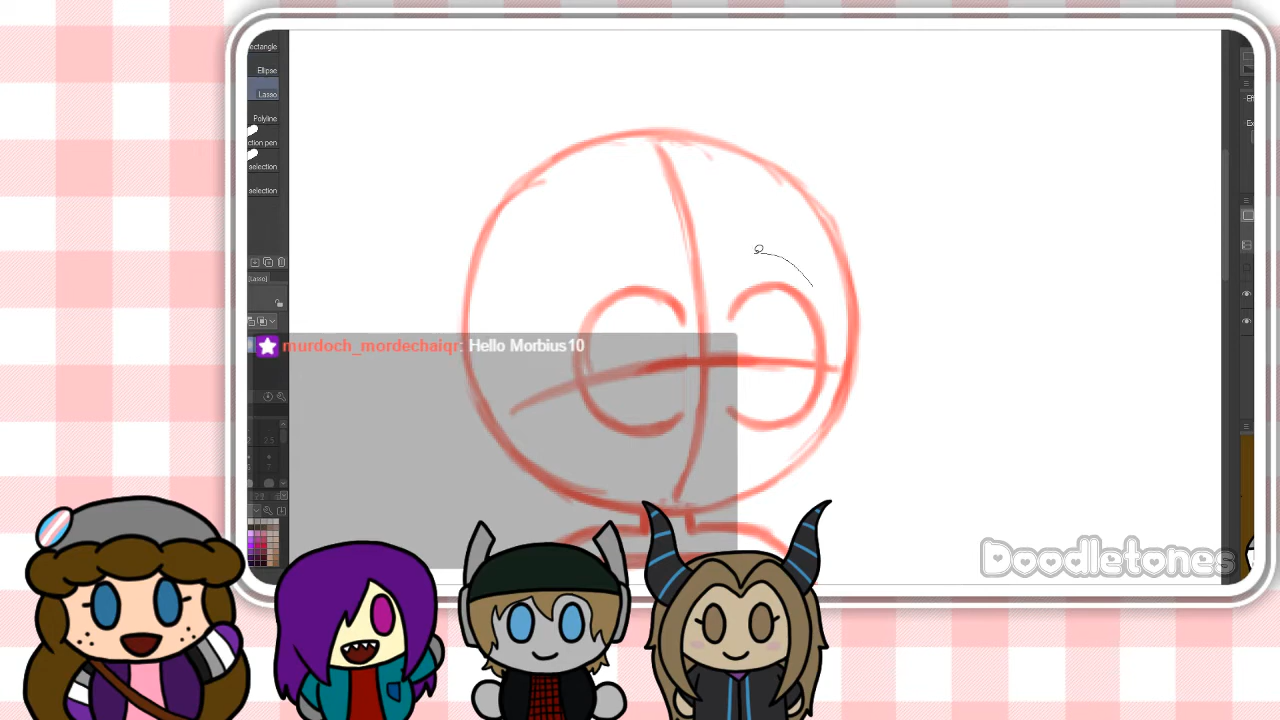 ectangle
Ellipse
Lasso
Polyline
ction pen
selection
selection
murdoch_mordechaiqr: Hello Morbius10
Doodletones